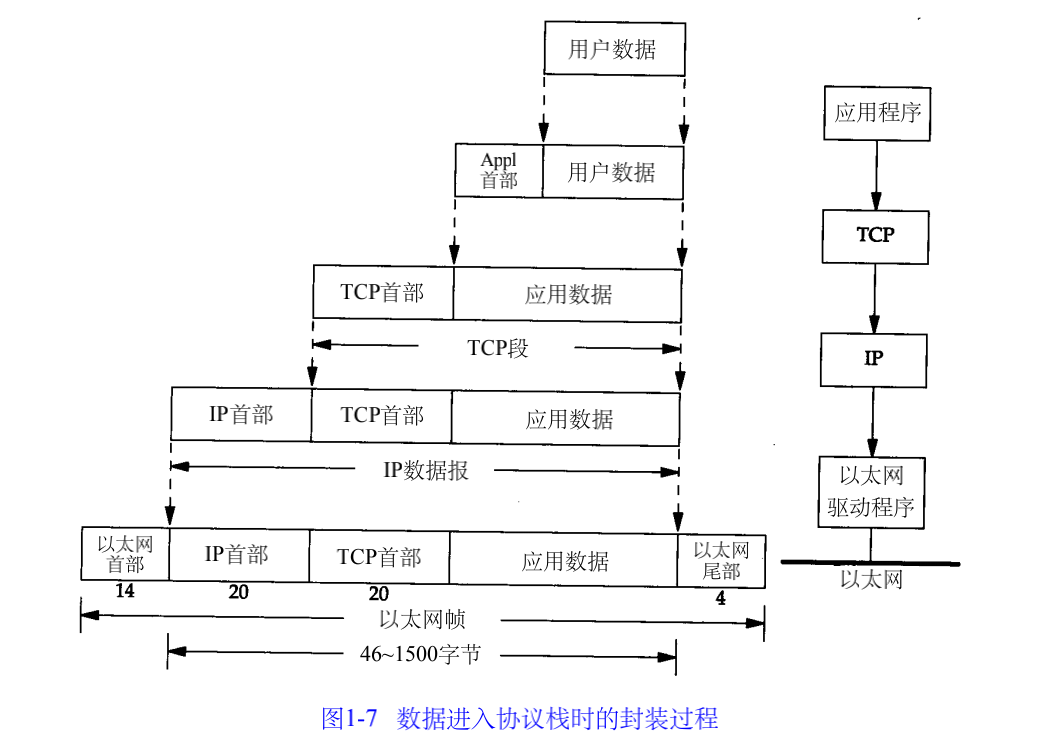 用户数据
应用程序
Appl
首部
用户数据
TCP
TCP首部
应用数据
TCP段
IP
IP首部
TCP首部
应用数据
IP数据报
以太网
驱动程序
以太网
首部
IP首部
TCP首部
应用数据
以太网
尾部
以太网
14
20
20
4
以太网帧
46~1500字节
图1-7 数据进入协议栈时的封装过程